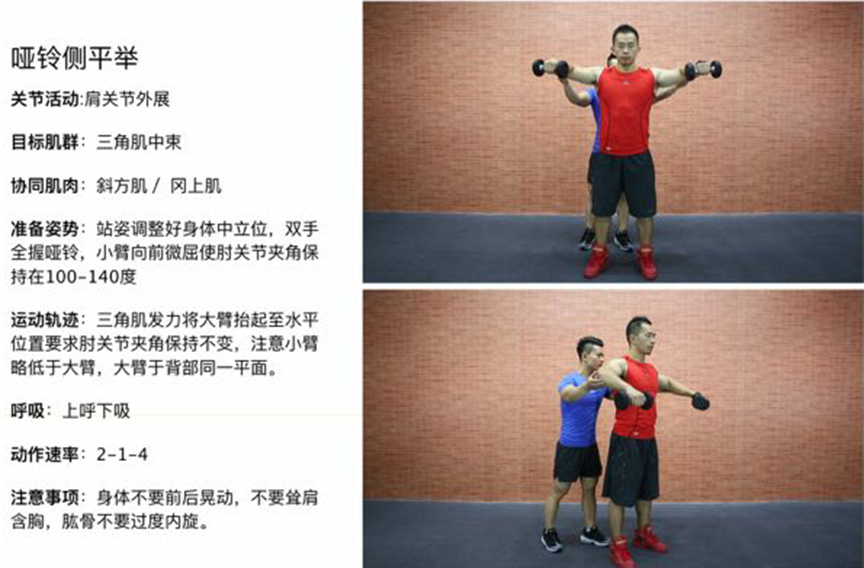 哑铃侧平举
关节活动:肩关节外展
目标肌群：三角肌中束
协同肌肉：斜方肌 / 冈上肌
准备姿势：站姿调整好身体中立位，双手
全握哑铃，小臂向前微屈使肘关节夹角保
持在100-140度
运动轨迹：三角肌发力将大臂抬起至水平
位置要求肘关节夹角保持不变，注意小臂
略低于大臂，大臂于背部同一平面。
呼吸：上呼下吸
动作速率：2-1-4
注意事项：身体不要前后晃动，不要耸肩
含胸，肱骨不要过度内旋。